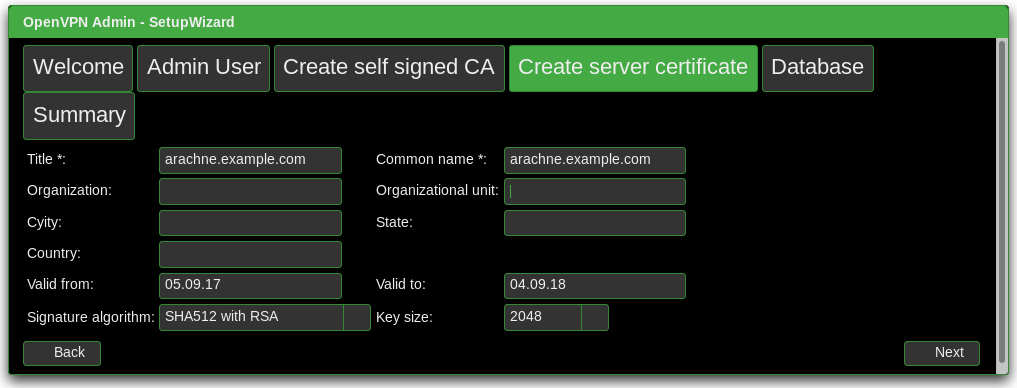 OpenVPN Admin - SetupWizard
Welcome Admin User Create self signed CA Create server certificate Database
Summary
Title *: arachne.example.com Common name *: arachne.example.com
Organization: Organizational unit:
Cyity: State:
Country:
Valid from: 05.09.17 Valid to: 04.09.18
Signature algorithm: SHA512 with RSA Key size: 2048
Back Next